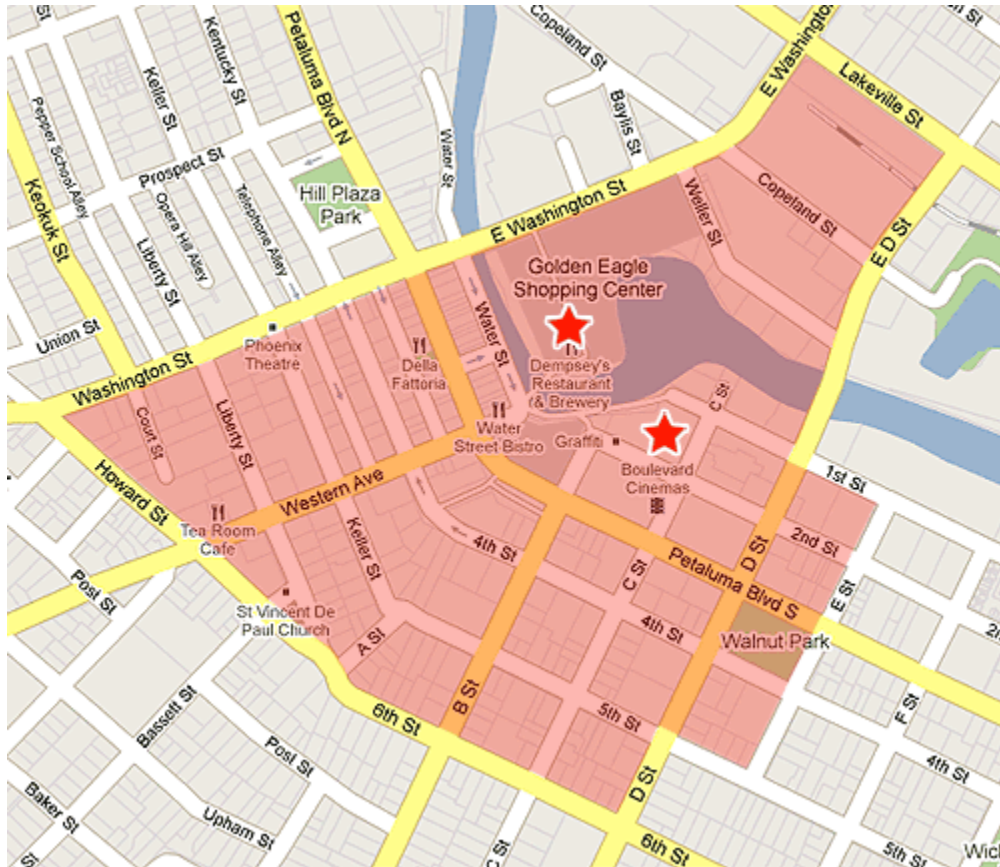 Copeland St
E Washington
Lakeville St
Petaluma Blvd N
Kentucky St
Keller St
Pepper School Alley
Prospect St
Water St
Baylis St
Hill Plaza
Park
Telephone Alley
Opera Hill Alley
Liberty St
Keokuk St
E Washington St
Weller St
Copeland St
E D St
Golden Eagle
Shopping Center
Union St
Phoenix
Theatre
Washington St
Water St
Della
Fattoria
Dempsey's
Restaurant
& Brewery
Court St
Liberty St
Water
Street Bistro
Graffiti
C St
Boulevard
Cinemas
1st St
Howard St
Western Ave
Tea Room
Cafe
Keller St
4th St
2nd St
Petaluma Blvd S
D St
C St
E St
Post St
St Vincent De
Paul Church
A St
4th St
Walnut Park
B St
5th St
6th St
F St
Bassett St
Post St
4th St
D St
Baker St
Upham St
C St
6th St
5th St
Wic